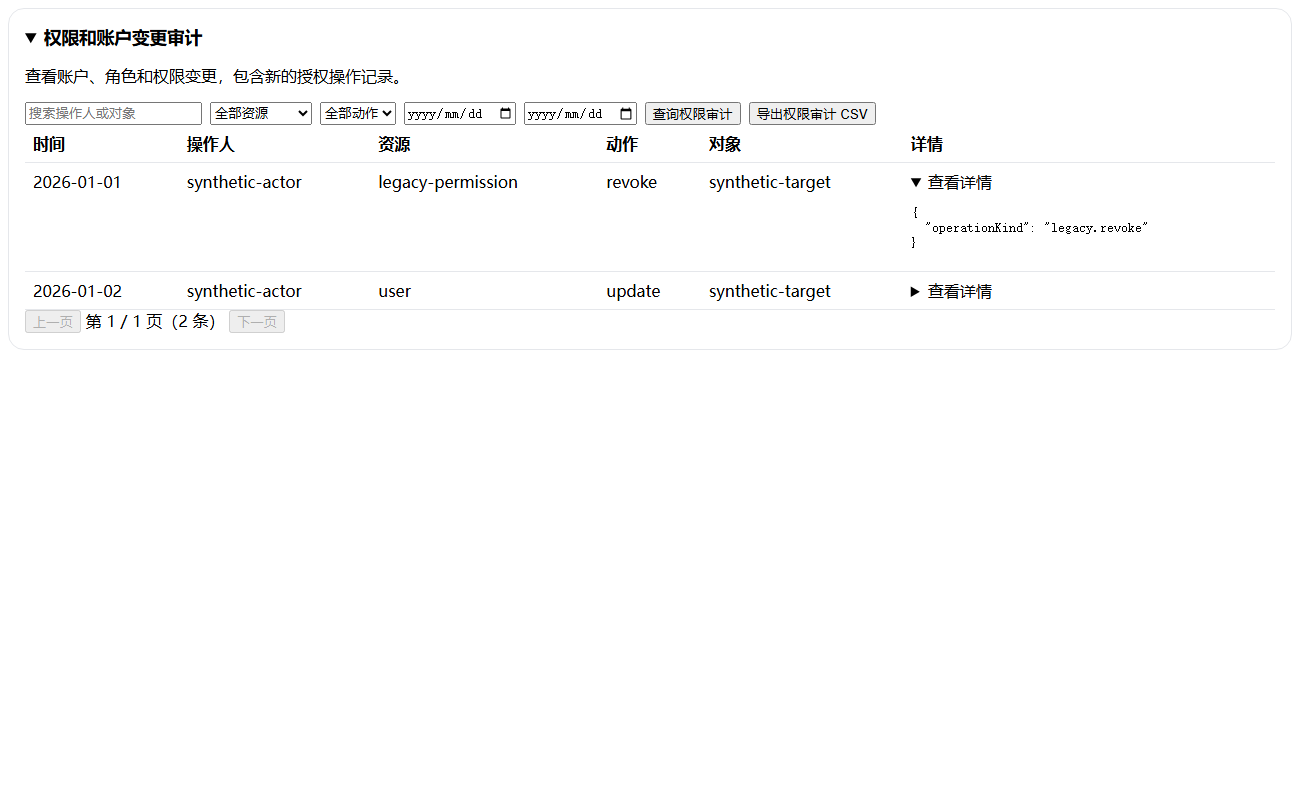 ▼ 权限和账户变更审计
查看账户、角色和权限变更，包含新的授权操作记录。
搜索操作人或对象 全部资源 全部动作 yyyy/mm/dd yyyy/mm/dd 查询权限审计 导出权限审计 CSV
时间 操作人 资源 动作 对象 详情
2026-01-01 synthetic-actor legacy-permission revoke synthetic-target ▼ 查看详情
{
"operationKind": "legacy.revoke"
}
2026-01-02 synthetic-actor user update synthetic-target ▶ 查看详情
上一页 第 1 / 1 页（2 条） 下一页